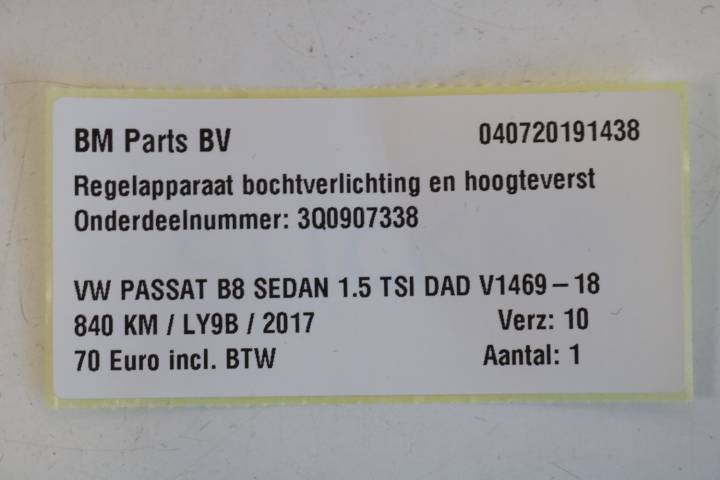 BM Parts BV 040720191438
Regelapparaat bochtverlichting en hoogteverst
Onderdeelnummer: 3Q0907338
VW PASSAT B8 SEDAN 1.5 TSI DAD V1469-18
840 KM / LY9B / 2017 Verz: 10
70 Euro incl. BTW Aantal: 1